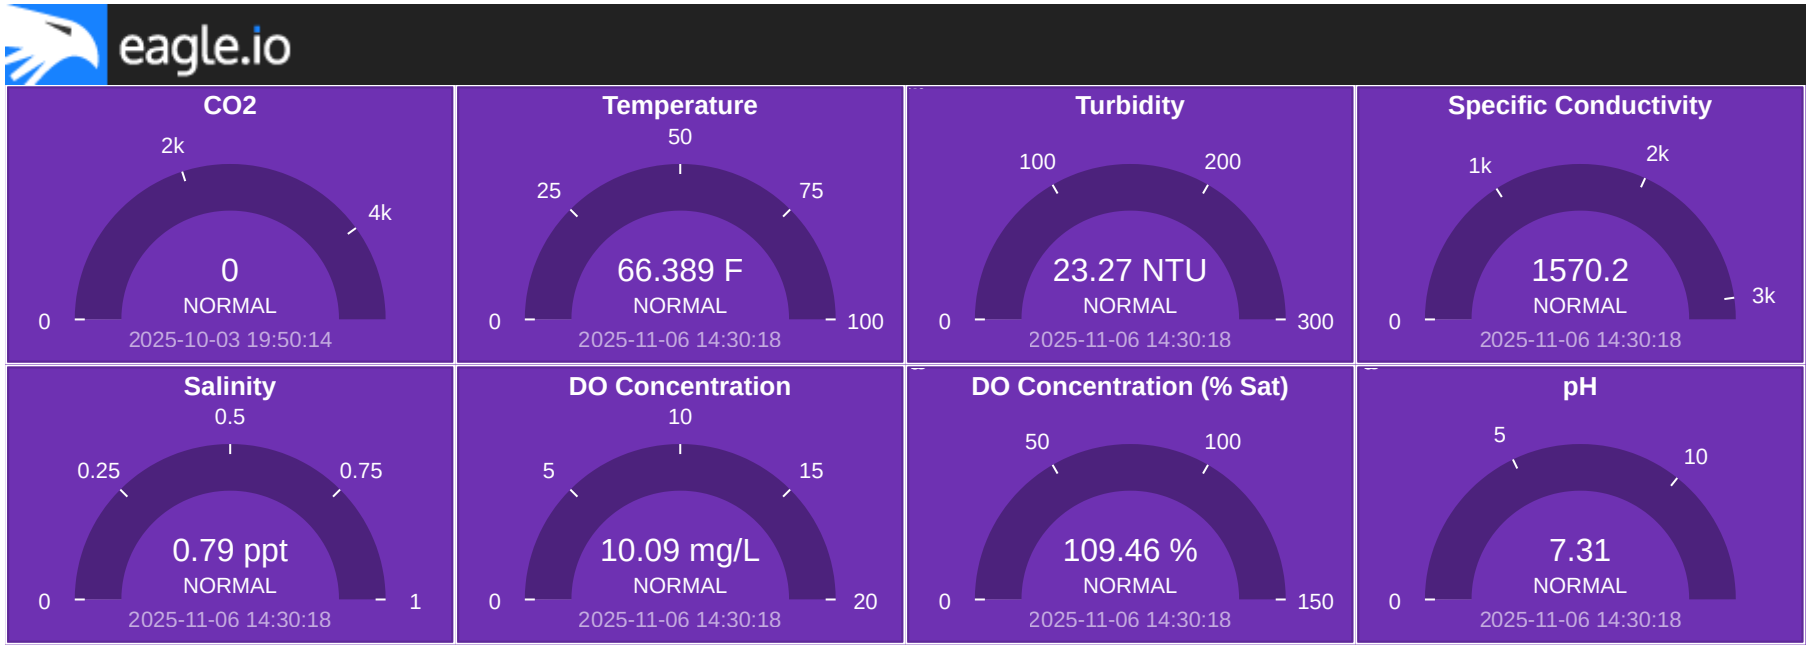 eagle.io
CO2
2k
4k
0
0
NORMAL
2025-10-03 19:50:14
Temperature
50
25
75
66.389 F
NORMAL
0
100
2025-11-06 14:30:18
Turbidity
100
200
23.27 NTU
NORMAL
0
300
2025-11-06 14:30:18
Specific Conductivity
1k
2k
3k
1570.2
NORMAL
0
2025-11-06 14:30:18
Salinity
0.5
0.25
0.75
0.79 ppt
NORMAL
0
1
2025-11-06 14:30:18
DO Concentration
10
5
15
10.09 mg/L
NORMAL
0
20
2025-11-06 14:30:18
DO Concentration (% Sat)
50
100
109.46 %
NORMAL
0
150
2025-11-06 14:30:18
pH
5
10
7.31
NORMAL
0
2025-11-06 14:30:18